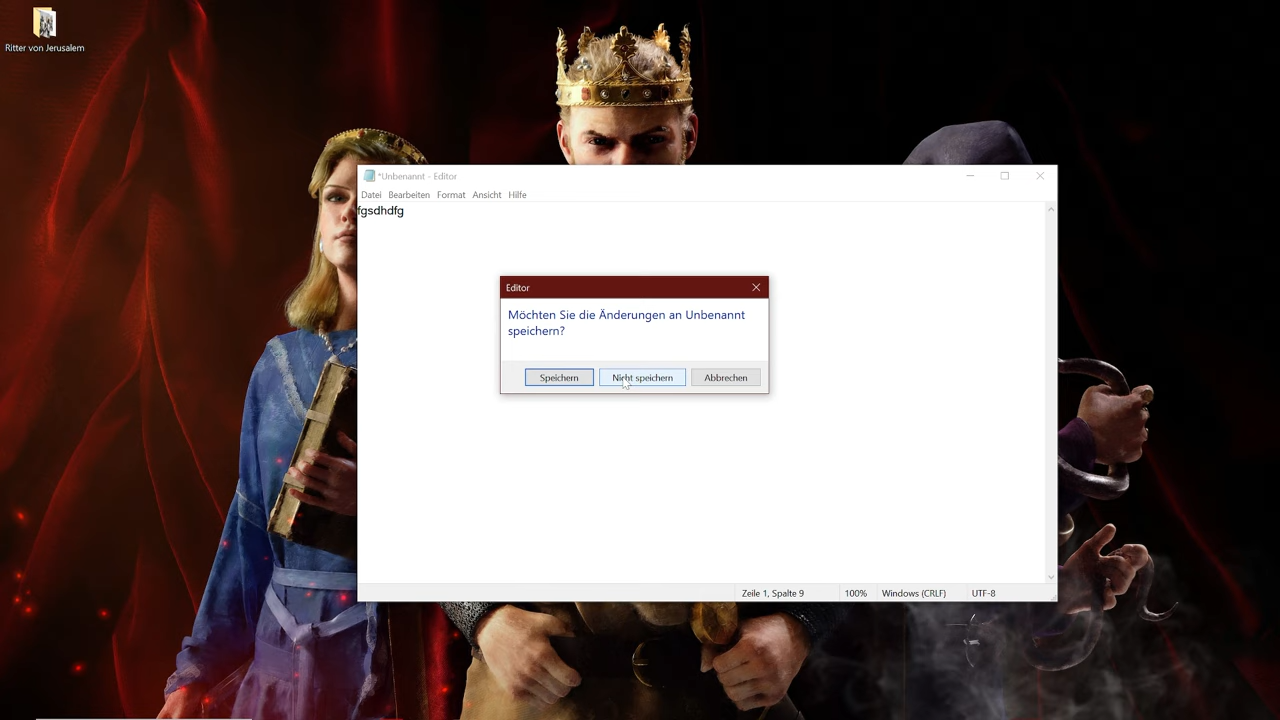 Ritter von Jerusalem
*Unbenannt - Editor
Datei Bearbeiten Format Ansicht Hilfe
fgsdhdfg
Editor
Möchten Sie die Änderungen an Unbenannt
speichern?
Speichern Nicht speichern Abbrechen
Zeile 1, Spalte 9 100% Windows (CRLF) UTF-8